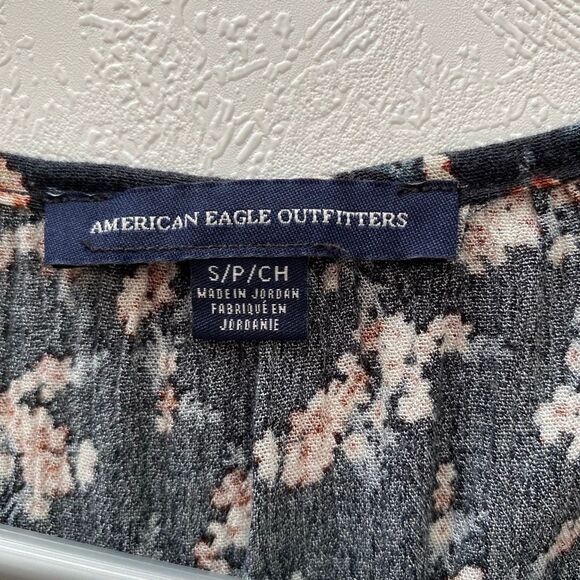 AMERICAN EAGLE OUTFITTERS
S/P/CH
MADE IN JORDAN
FABRIQUÉ EN
JORDANIE